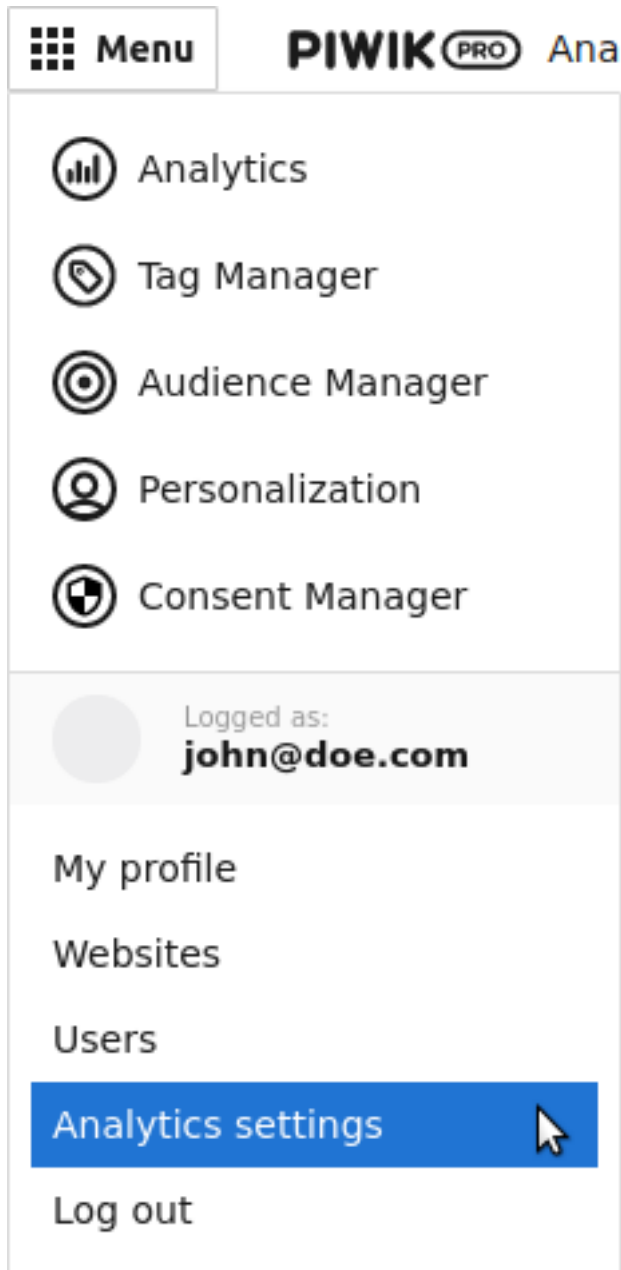 Menu PIWIK PRO Ana
Analytics
Tag Manager
Audience Manager
Personalization
Consent Manager
Logged as:
john@doe.com
My profile
Websites
Users
Analytics settings
Log out